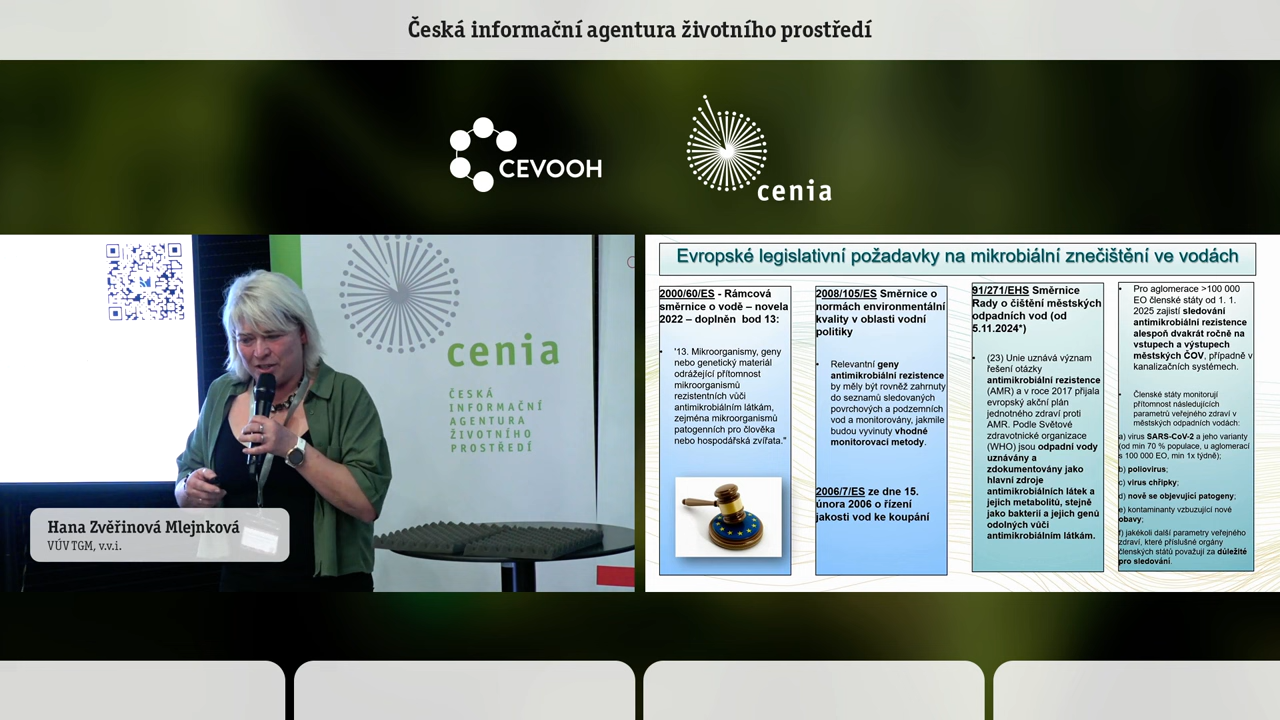 Česká informační agentura životního prostředí
CEVOOH
cenia
cenia
ČESKÁ
INFORMAČNÍ
AGENTURA
ŽIVOTNÍHO
PROSTŘEDÍ
Hana Zvěřinová Mlejnková
VÚV TGM, v.v.i.
Evropské legislativní požadavky na mikrobiální znečištění ve vodách
2000/60/ES - Rámcová
směrnice o vodě – novela
2022 – doplněn bod 13:
• '13. Mikroorganismy, geny
nebo genetický materiál
odrážející přítomnost
mikroorganismů
rezistentních vůči
antimikrobiálním látkám,
zejména mikroorganismů
patogenních pro člověka
nebo hospodářská zvířata."
2008/105/ES Směrnice o
normách environmentální
kvality v oblasti vodní
politiky
• Relevantní geny
antimikrobiální rezistence
by měly být rovněž zahrnuty
do seznamů sledovaných
povrchových a podzemních
vod a monitorovány, jakmile
budou vyvinuty vhodné
monitorovací metody.
2006/7/ES ze dne 15.
února 2006 o řízení
jakosti vod ke koupání
91/271/EHS Směrnice
Rady o čištění městských
odpadních vod (od
5.11.2024*)
• (23) Unie uznává význam
řešení otázky
antimikrobiální rezistence
(AMR) a v roce 2017 přijala
evropský akční plán
jednotného zdraví proti
AMR. Podle Světové
zdravotnické organizace
(WHO) jsou odpadní vody
uznávány a
zdokumentovány jako
hlavní zdroje
antimikrobiálních látek a
jejich metabolitů, stejně
jako bakterií a jejich genů
odolných vůči
antimikrobiálním látkám.
• Pro aglomerace >100 000
EO členské státy od 1. 1.
2025 zajistí sledování
antimikrobiální rezistence
alespoň dvakrát ročně na
vstupech a výstupech
městských ČOV, případně v
kanalizačních systémech.
• Členské státy monitorují
přítomnost následujících
parametrů veřejného zdraví v
městských odpadních vodách:
a) virus SARS-CoV-2 a jeho varianty
(od min 70 % populace, u aglomerací
s 100 000 EO, min 1x týdně);
b) poliovirus;
c) virus chřipky;
d) nově se objevující patogeny;
e) kontaminanty vzbuzující nové
obavy;
f) jakékoli další parametry veřejného
zdraví, které příslušné orgány
členských států považují za důležité
pro sledování.